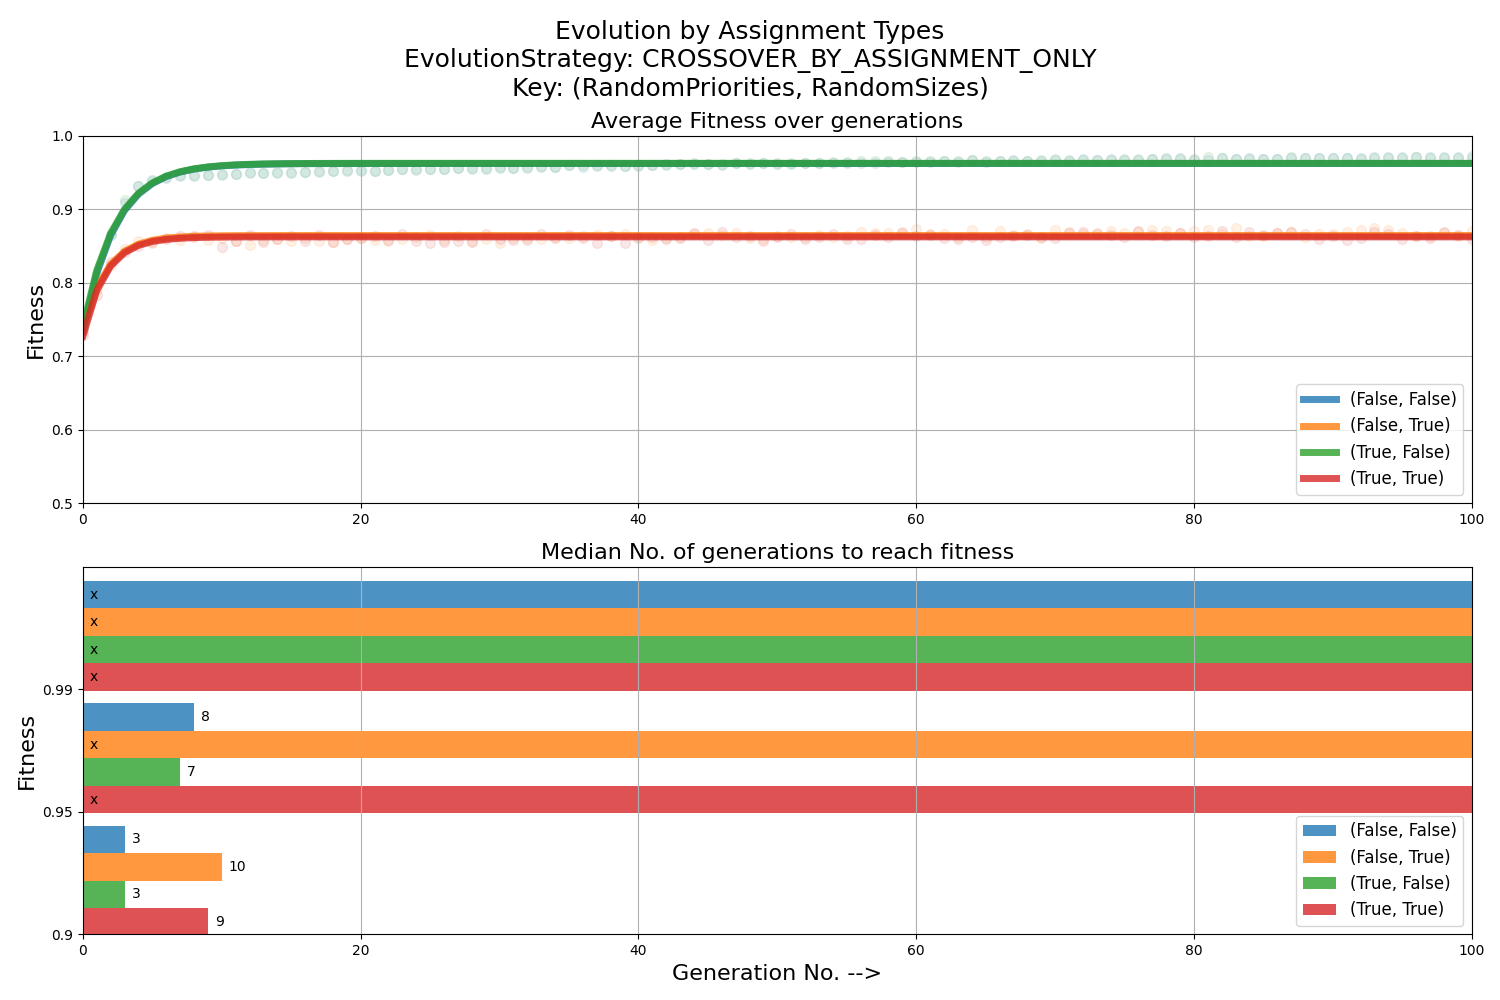 Evolution by Assignment Types
EvolutionStrategy: CROSSOVER_BY_ASSIGNMENT_ONLY
Key: (RandomPriorities, RandomSizes)
Average Fitness over generations
1.0
0.9
0.8
0.7
0.6
0.5
Fitness
0 20 40 60 80 100
(False, False)
(False, True)
(True, False)
(True, True)
Median No. of generations to reach fitness
x
x
x
x
0.99
8
x
7
x
0.95
3
10
3
9
0.9
Fitness
(False, False)
(False, True)
(True, False)
(True, True)
0 20 40 60 80 100
Generation No. -->